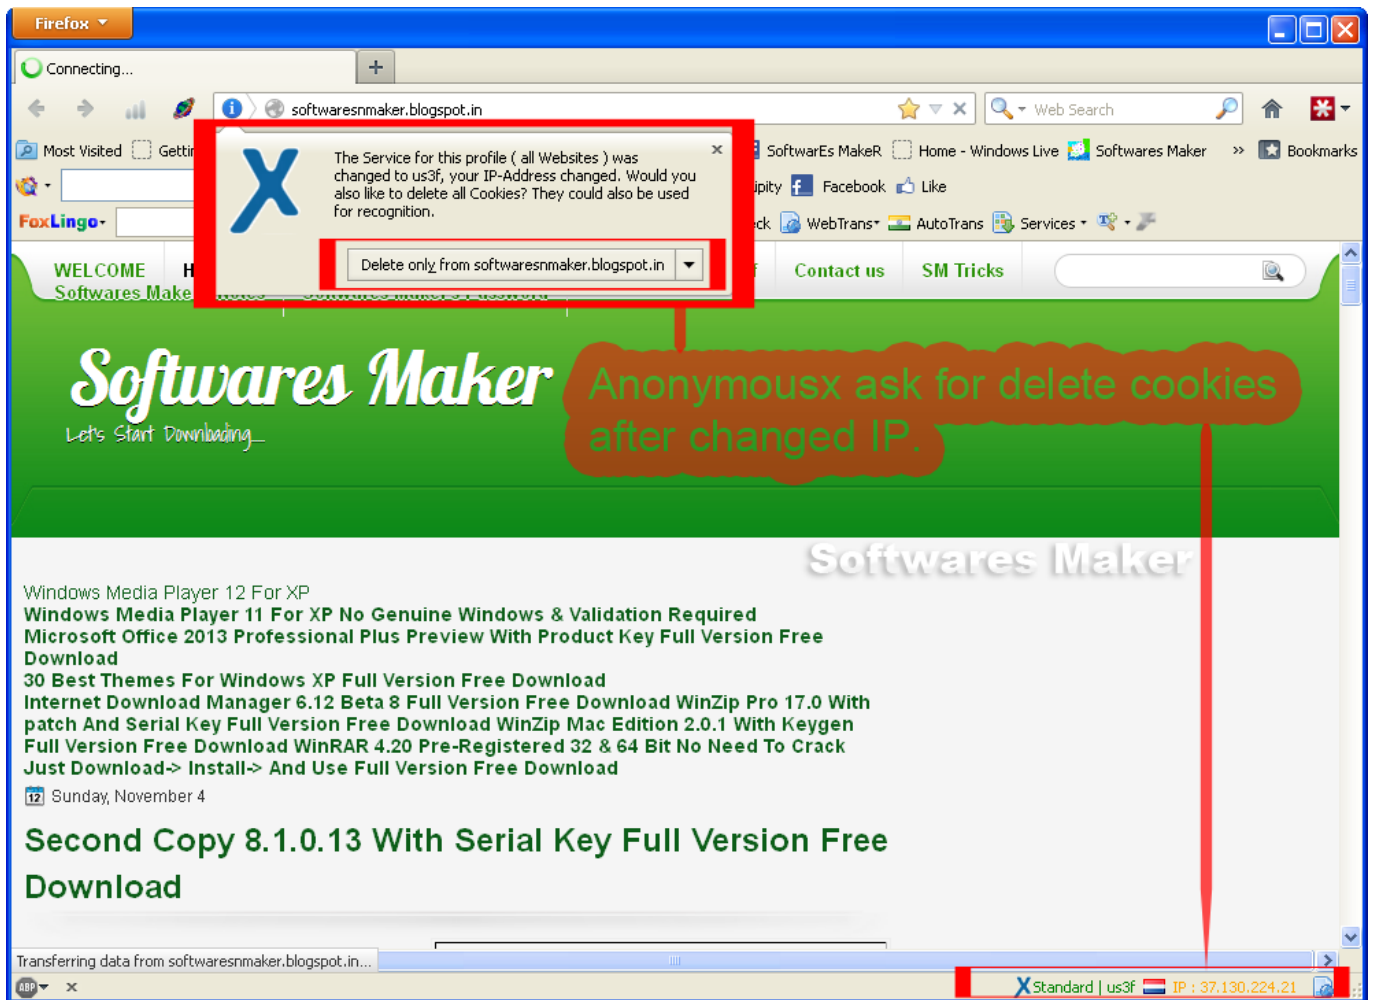 Firefox
Connecting...
softwaresnmaker.blogspot.in
Web Search
Most Visited
SoftwarEs MakeR
Home - Windows Live
Softwares Maker
»
Bookmarks
Facebook
Like
FoxLingo
WebTrans
AutoTrans
Services
The Service for this profile ( all Websites ) was
changed to us3f, your IP-Address changed. Would you
also like to delete all Cookies? They could also be used
for recognition.
Delete only from softwaresnmaker.blogspot.in
WELCOME
Contact us
SM Tricks
Softwares Maker
Let's Start Downloading...
Anonymousx ask for delete cookies
after changed IP.
Softwares Maker
Windows Media Player 12 For XP
Windows Media Player 11 For XP No Genuine Windows & Validation Required
Microsoft Office 2013 Professional Plus Preview With Product Key Full Version Free
Download
30 Best Themes For Windows XP Full Version Free Download
Internet Download Manager 6.12 Beta 8 Full Version Free Download WinZip Pro 17.0 With
patch And Serial Key Full Version Free Download WinZip Mac Edition 2.0.1 With Keygen
Full Version Free Download WinRAR 4.20 Pre-Registered 32 & 64 Bit No Need To Crack
Just Download-> Install-> And Use Full Version Free Download
12 Sunday, November 4
Second Copy 8.1.0.13 With Serial Key Full Version Free
Download
Transferring data from softwaresnmaker.blogspot.in...
ABP
X Standard | us3f IP : 37.130.224.21